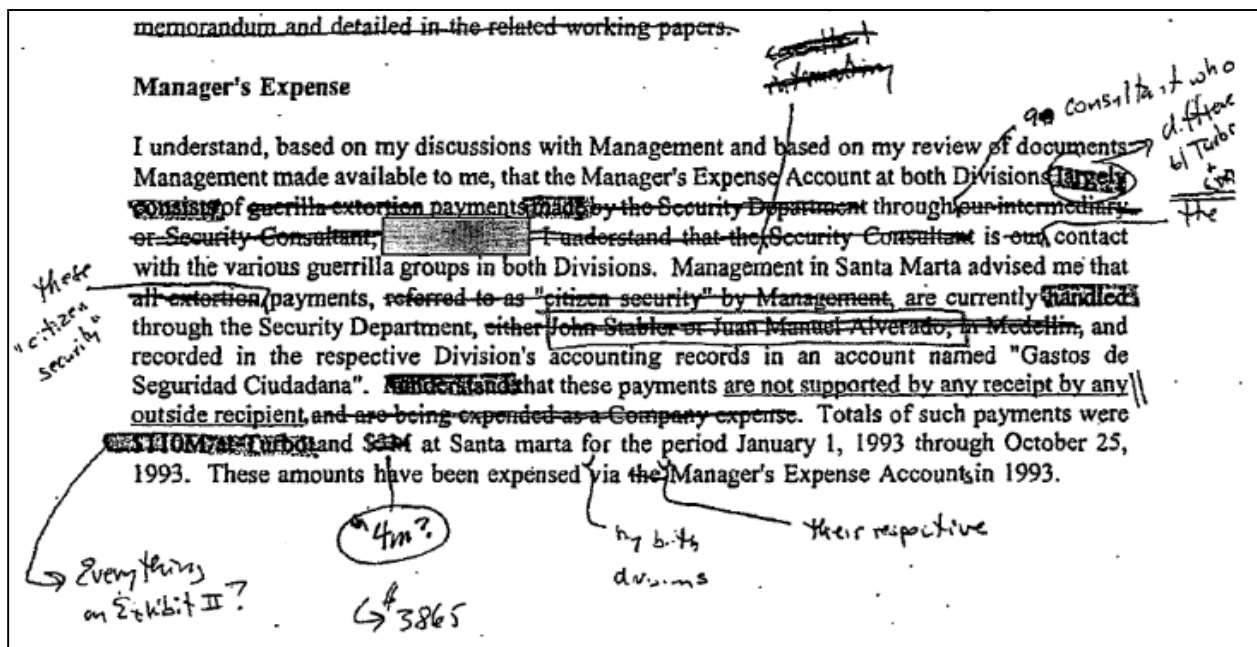 memorandum and detailed in the related working papers.
Manager's Expense
a consultant who
I understand, based on my discussions with Management and based on my review of documents
Management made available to me, that the Manager's Expense Account at both Divisions largely
consists of guerilla extortion payments made by the Security Department through our intermediary
or Security Consultant, I understand that the Security Consultant is our contact
the
with the various guerrilla groups in both Divisions. Management in Santa Marta advised me that
all extortion payments, referred to as "citizen security" by Management, are currently handled
these
"citizen
security"
through the Security Department, either John Stabler or Juan Manuel Alverado, in Medellin, and
recorded in the respective Division's accounting records in an account named "Gastos de
Seguridad Ciudadana". I understand that these payments are not supported by any receipt by any
outside recipient, and are being expended as a Company expense. Totals of such payments were
at Turbo and at Santa marta for the period January 1, 1993 through October 25,
1993. These amounts have been expensed via the Manager's Expense Accounts in 1993.
4m?
by both
divisions
their respective
Everything
on Exhibit II?
$3865